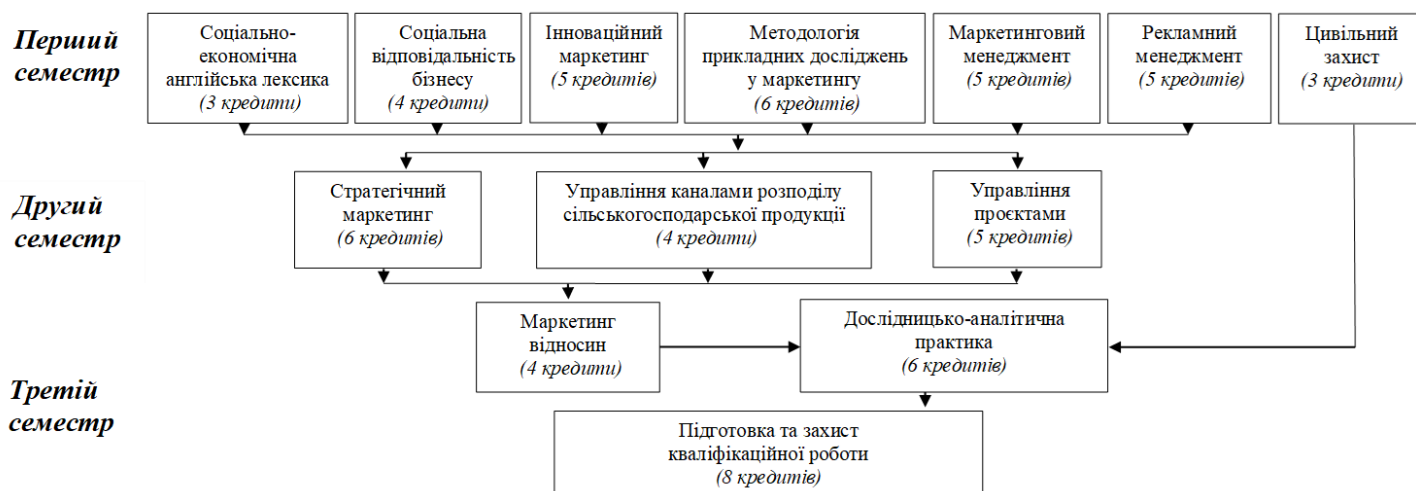 Перший
семестр
Соціально-
економічна
англійська лексика
(3 кредити)
Соціальна
відповідальність
бізнесу
(4 кредити)
Інноваційний
маркетинг
(5 кредитів)
Методологія
прикладних досліджень
у маркетингу
(6 кредитів)
Маркетинговий
менеджмент
(5 кредитів)
Рекламний
менеджмент
(5 кредитів)
Цивільний
захист
(3 кредити)
Другий
семестр
Стратегічний
маркетинг
(6 кредитів)
Управління каналами розподілу
сільськогосподарської продукції
(4 кредити)
Управління
проєктами
(5 кредитів)
Третій
семестр
Маркетинг
відносин
(4 кредити)
Дослідницько-аналітична
практика
(6 кредитів)
Підготовка та захист
кваліфікаційної роботи
(8 кредитів)